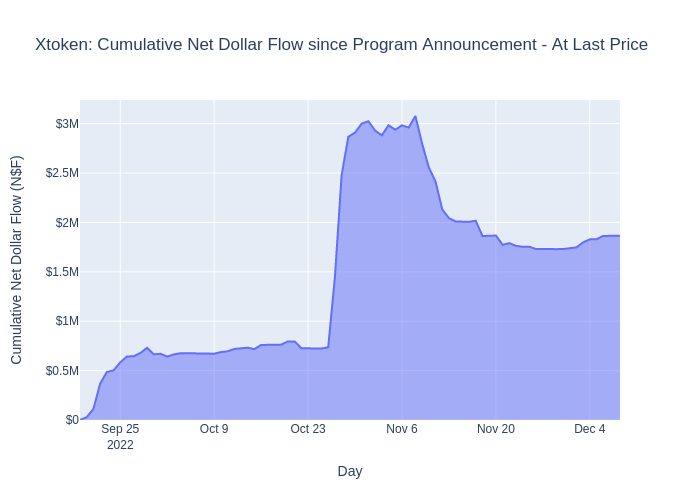 Xtoken: Cumulative Net Dollar Flow since Program Announcement - At Last Price
Cumulative Net Dollar Flow (N$F)
$3M
$2.5M
$2M
$1.5M
$1M
$0.5M
$0
Sep 25
2022
Oct 9
Oct 23
Nov 6
Nov 20
Dec 4
Day